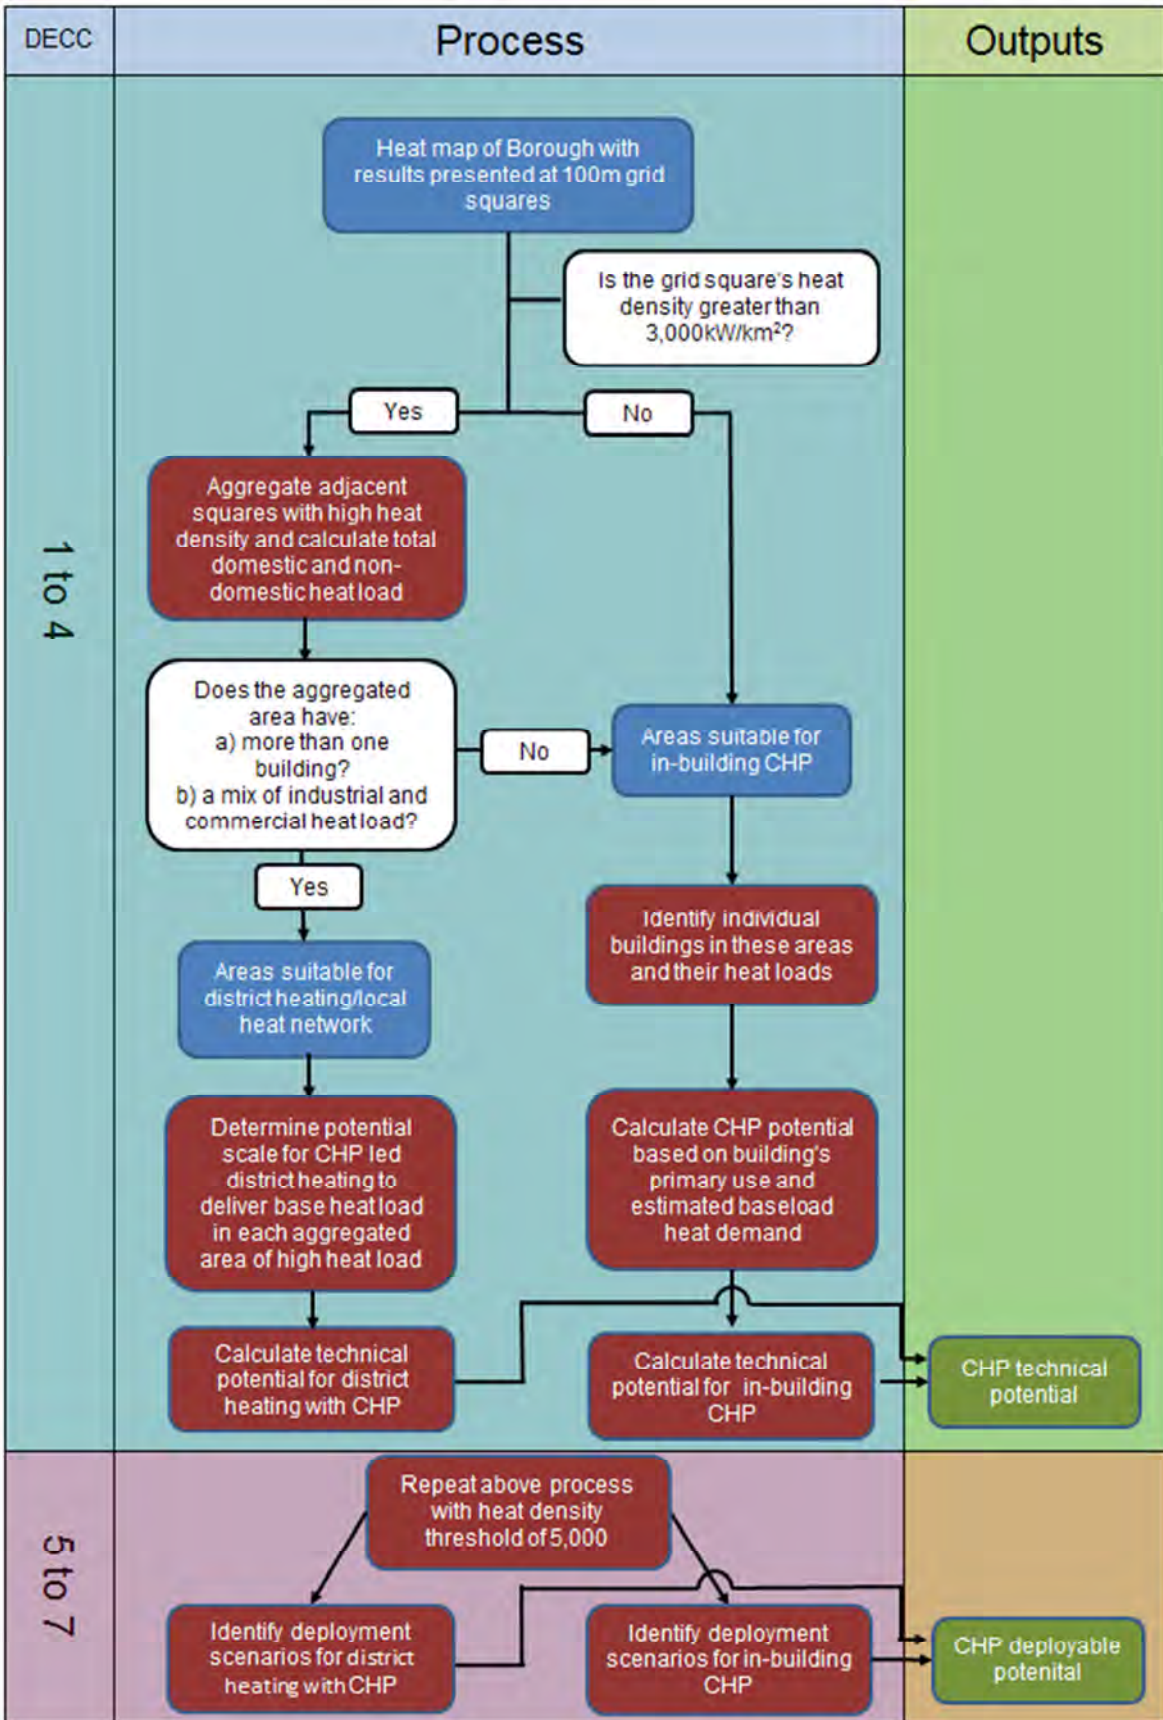 DECC
Process
Outputs
Heat map of Borough with
results presented at 100m grid
squares
Is the grid square's heat
density greater than
3,000kW/km²?
Yes
No
Aggregate adjacent
squares with high heat
density and calculate total
domestic and non-
domestic heat load
1 to 4
Does the aggregated
area have:
a) more than one
building?
b) a mix of industrial and
commercial heat load?
No
Areas suitable for
in-building CHP
Yes
Identify individual
buildings in these areas
and their heat loads
Areas suitable for
district heating/local
heat network
Determine potential
scale for CHP led
district heating to
deliver base heat load
in each aggregated
area of high heat load
Calculate CHP potential
based on building's
primary use and
estimated baseload
heat demand
Calculate technical
potential for district
heating with CHP
Calculate technical
potential for in-building
CHP
CHP technical
potential
Repeat above process
with heat density
threshold of 5,000
5 to 7
Identify deployment
scenarios for district
heating with CHP
Identify deployment
scenarios for in-building
CHP
CHP deployable
potenital